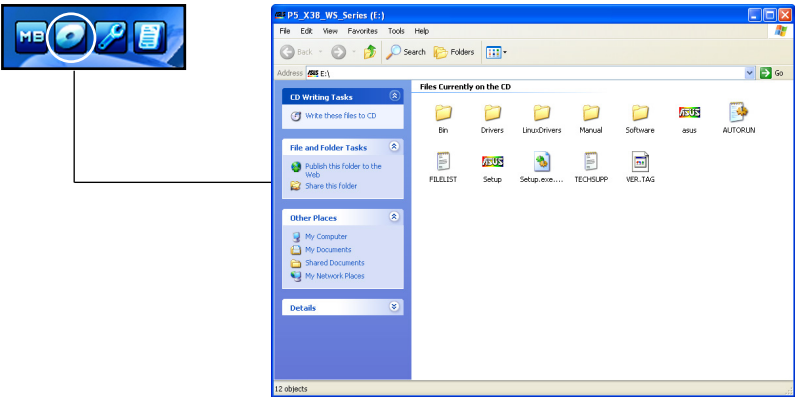 MB
P5_X38_WS_Series (E:)
File Edit View Favorites Tools Help
Back Search Folders
Address E:\ Go
CD Writing Tasks
Write these files to CD
File and Folder Tasks
Publish this folder to the
Web
Share this folder
Other Places
My Computer
My Documents
Shared Documents
My Network Places
Details
Files Currently on the CD
Bin Drivers LinuxDrivers Manual Software asus AUTORUN
FILELIST Setup Setup.exe.... TECHSUPP VER.TAG
12 objects